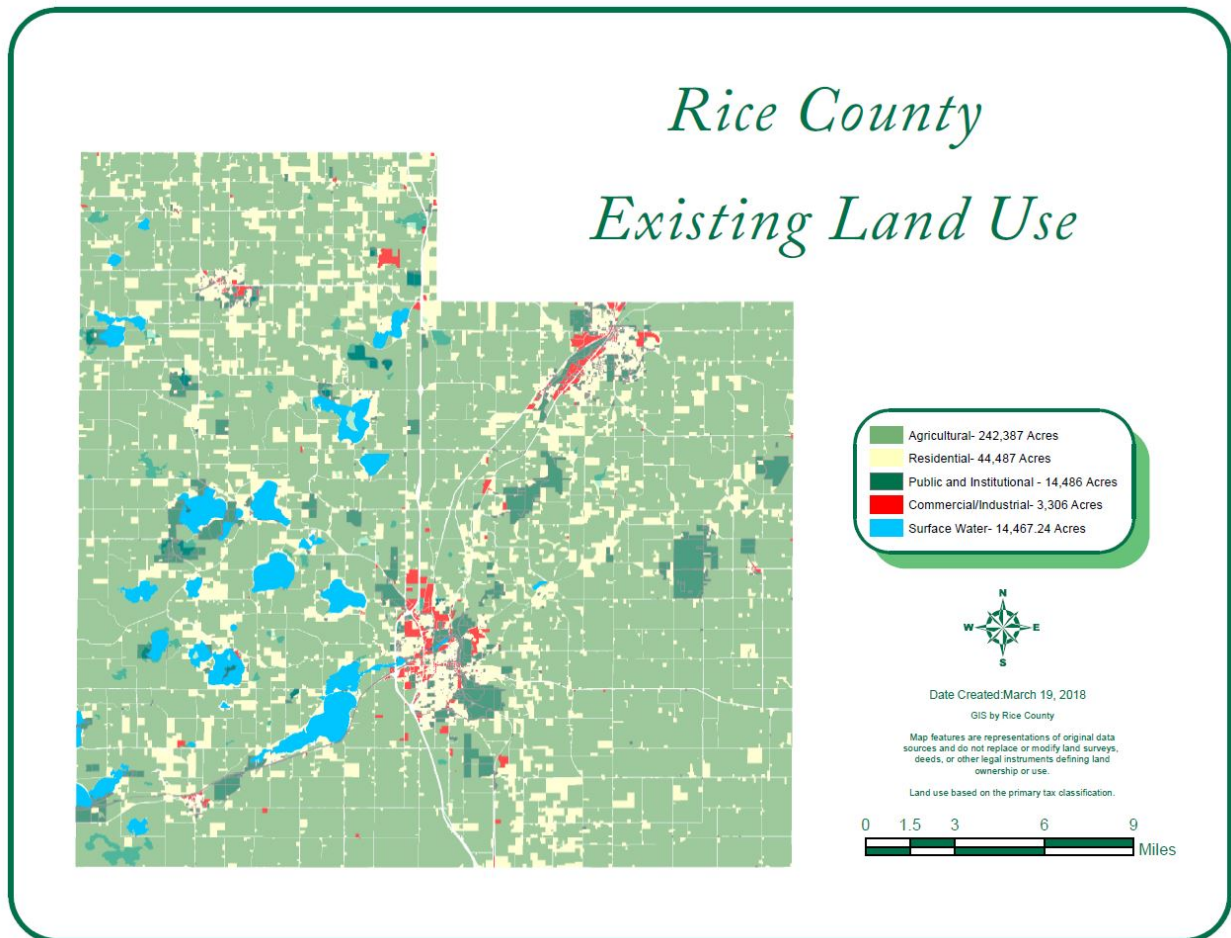 Rice County
Existing Land Use
Agricultural- 242,387 Acres
Residential- 44,487 Acres
Public and Institutional - 14,486 Acres
Commercial/Industrial- 3,306 Acres
Surface Water- 14,467.24 Acres
N
W E
S
Date Created:March 19, 2018
GIS by Rice County
Map features are representations of original data
sources and do not replace or modify land surveys,
deeds, or other legal instruments defining land
ownership or use.
Land use based on the primary tax classification.
0 1.5 3 6 9
Miles